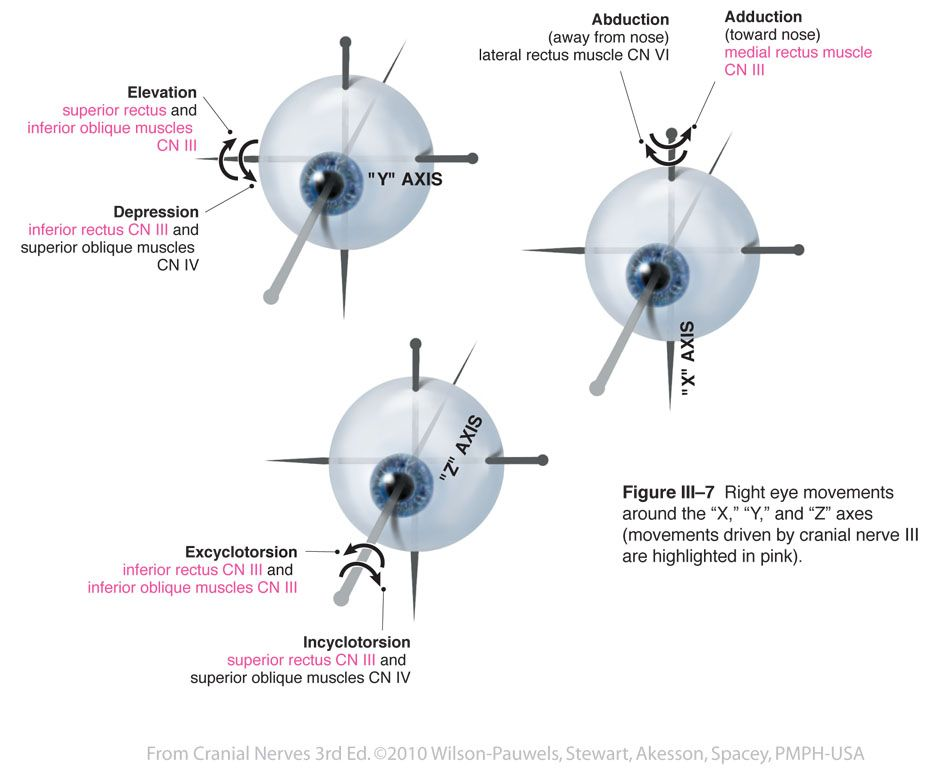 Elevation
superior rectus and
inferior oblique muscles
CN III
"Y" AXIS
Depression
inferior rectus CN III and
superior oblique muscles
CN IV
Abduction
(away from nose)
lateral rectus muscle CN VI
Adduction
(toward nose)
medial rectus muscle
CN III
"X" AXIS
"Z" AXIS
Excyclotorsion
inferior rectus CN III and
inferior oblique muscles CN III
Incyclotorsion
superior rectus CN III and
superior oblique muscles CN IV
Figure III–7 Right eye movements
around the “X,” “Y,” and “Z” axes
(movements driven by cranial nerve III
are highlighted in pink).
From Cranial Nerves 3rd Ed. ©2010 Wilson-Pauwels, Stewart, Akesson, Spacey, PMPH-USA